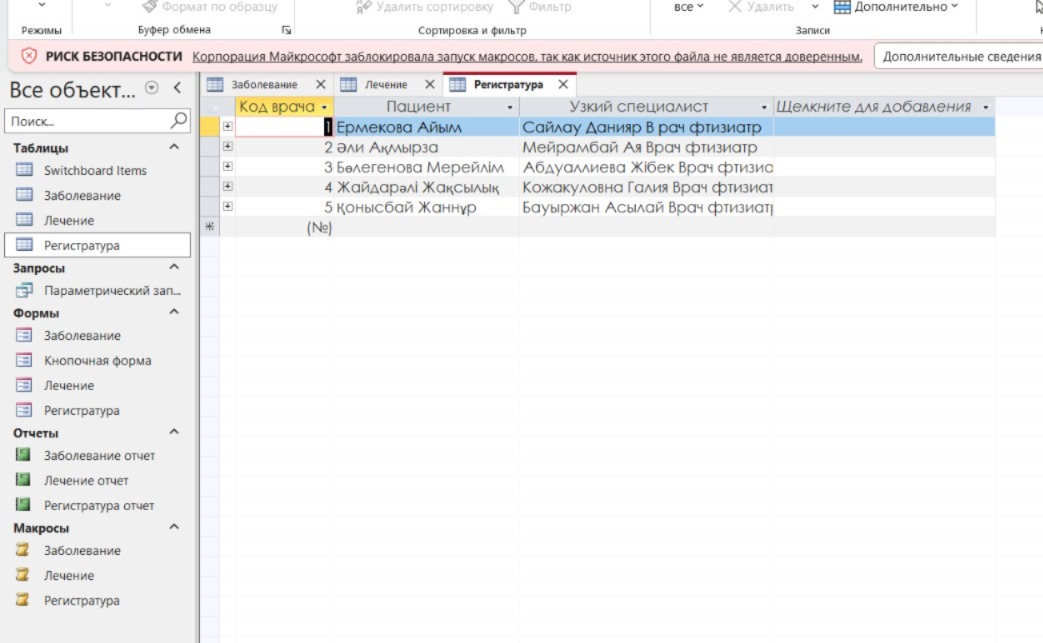 Формат по образцу
Удалить сортировку
Фильтр
все
Удалить
Дополнительно
Режимы
Буфер обмена
Сортировка и фильтр
Записи
РИСК БЕЗОПАСНОСТИ Корпорация Майкрософт заблокировала запуск макросов, так как источник этого файла не является доверенным. Дополнительные сведения
Все объект...
Поиск...
Таблицы
Switchboard Items
Заболевание
Лечение
Регистратура
Запросы
Параметрический зап...
Формы
Заболевание
Кнопочная форма
Лечение
Регистратура
Отчеты
Заболевание отчет
Лечение отчет
Регистратура отчет
Макросы
Заболевание
Лечение
Регистратура
Заболевание Лечение Регистратура
Код врача Пациент Узкий специалист Щелкните для добавления
1 Ермекова Айым Сайлау Данияр В рач фтизиатр
2 Әли Ақмырза Мейрамбай Ая Врач фтизиатр
3 Бөлегенова Мерейлім Абдуаллиева Жібек Врач фтизиа
4 Жайдарәлі Жақсылық Кожакуловна Галия Врач фтизиат
5 Қонысбай Жаннұр Бауыржан Асылай Врач фтизиат
(№)